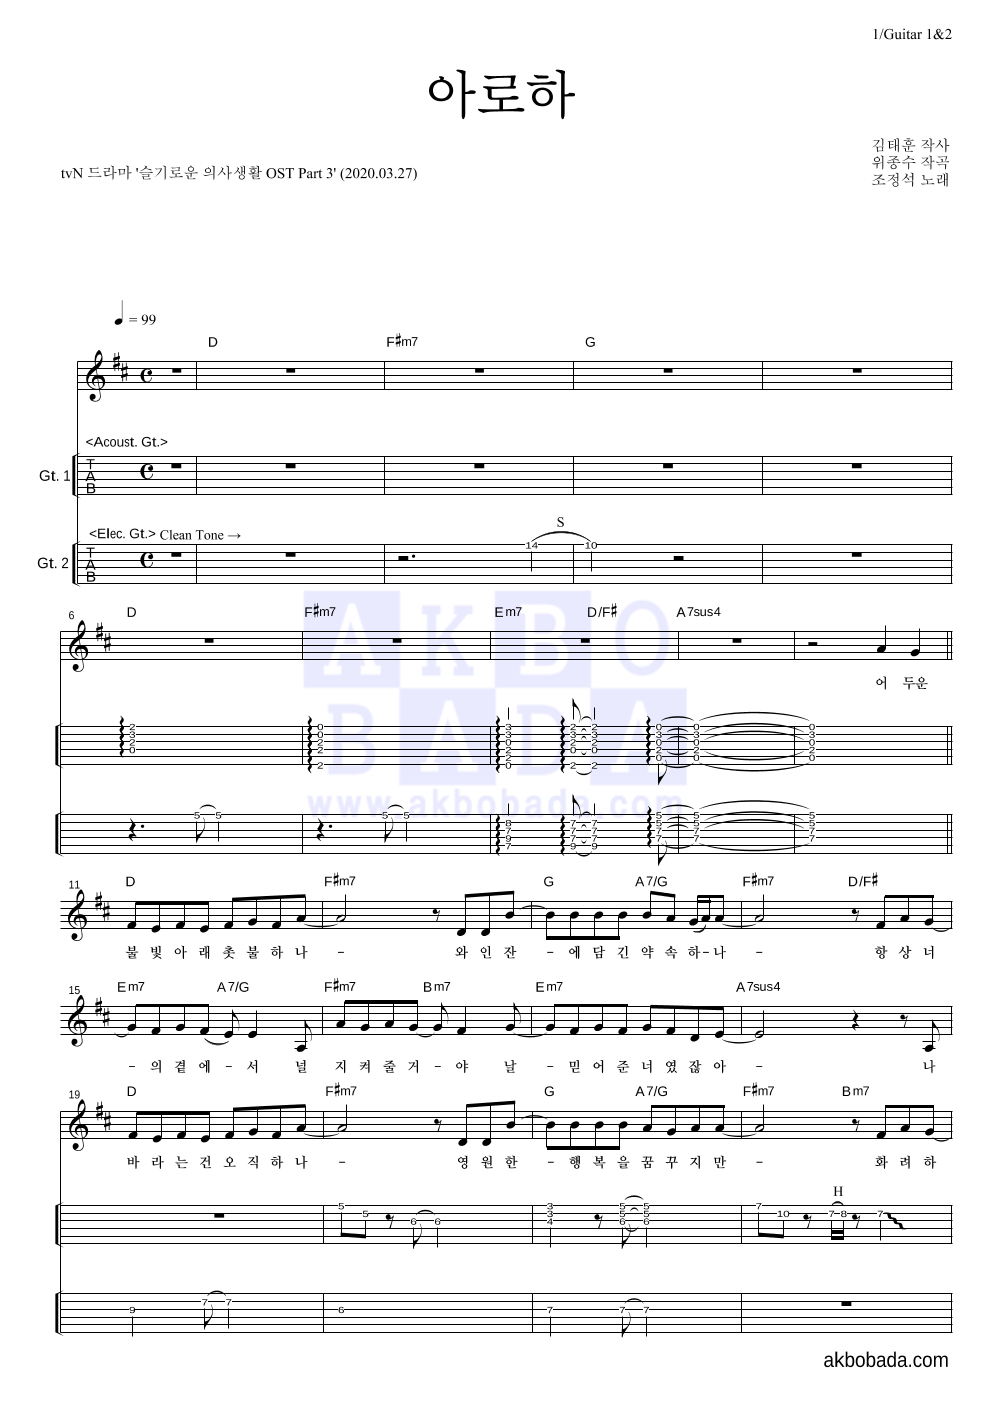 1/Guitar 1&2
아로하
김태훈 작사
위종수 작곡
tvN 드라마 '슬기로운 의사생활 OST Part 3' (2020.03.27)
조정석 노래
= 99
D F♯m7 G
<Acoust. Gt.>
Gt. 1 T A B
S
<Elec. Gt.> Clean Tone →
14 10
Gt. 2 T A B
6 D F♯m7 Em7 D/F♯ A7sus4
어 두운
AKBO
BADA
www.akbobada.com
11 D F♯m7 G A7/G F♯m7 D/F♯
불 빛 아 래 촛 불 하 나 - 와 인 잔 - 에 담 긴 약 속 하-나 - 항 상 너
15 Em7 A7/G F♯m7 Bm7 Em7 A7sus4
- 의 곁 에 - 서 널 지 켜 줄 거 - 야 날 - 믿 어 준 너 였 잖 아 - 나
19 D F♯m7 G A7/G F♯m7 Bm7
바 라 는 건 오 직 하 나 - 영 원 한 - 행 복 을 꿈 꾸 지 만 - 화 려 하
H
akbobada.com